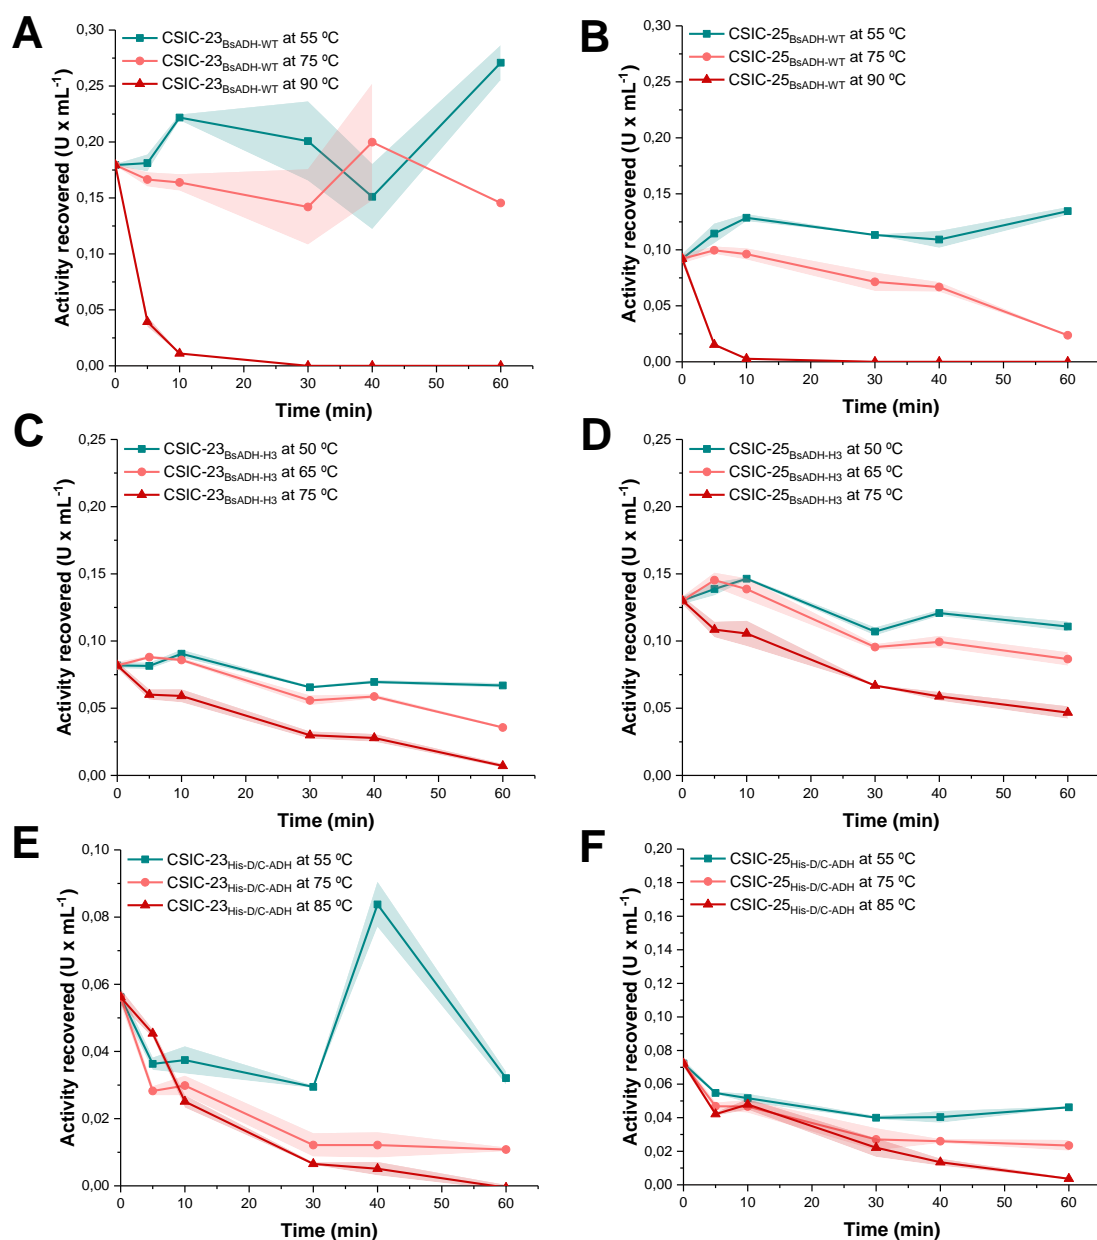 A
CSIC-23BsADH-WT at 55 ºC
CSIC-23BsADH-WT at 75 ºC
CSIC-23BsADH-WT at 90 ºC
0,30
0,25
0,20
0,15
0,10
0,05
0,00
Activity recovered (U x mL-1)
0 10 20 30 40 50 60
Time (min)
B
CSIC-25BsADH-WT at 55 ºC
CSIC-25BsADH-WT at 75 ºC
CSIC-25BsADH-WT at 90 ºC
0,30
0,25
0,20
0,15
0,10
0,05
0,00
Activity recovered (U x mL-1)
0 10 20 30 40 50 60
Time (min)
C
CSIC-23BsADH-H3 at 50 ºC
CSIC-23BsADH-H3 at 65 ºC
CSIC-23BsADH-H3 at 75 ºC
0,25
0,20
0,15
0,10
0,05
0,00
Activity recovered (U x mL-1)
0 10 20 30 40 50 60
Time (min)
D
CSIC-25BsADH-H3 at 50 ºC
CSIC-25BsADH-H3 at 65 ºC
CSIC-25BsADH-H3 at 75 ºC
0,25
0,20
0,15
0,10
0,05
0,00
Activity recovered (U x mL-1)
0 10 20 30 40 50 60
Time (min)
E
CSIC-23His-D/C-ADH at 55 ºC
CSIC-23His-D/C-ADH at 75 ºC
CSIC-23His-D/C-ADH at 85 ºC
0,10
0,08
0,06
0,04
0,02
0,00
Activity recovered (U x mL-1)
0 10 20 30 40 50 60
Time (min)
F
CSIC-25His-D/C-ADH at 55 ºC
CSIC-25His-D/C-ADH at 75 ºC
CSIC-25His-D/C-ADH at 85 ºC
0,20
0,18
0,16
0,14
0,12
0,10
0,08
0,06
0,04
0,02
0,00
Activity recovered (U x mL-1)
0 10 20 30 40 50 60
Time (min)